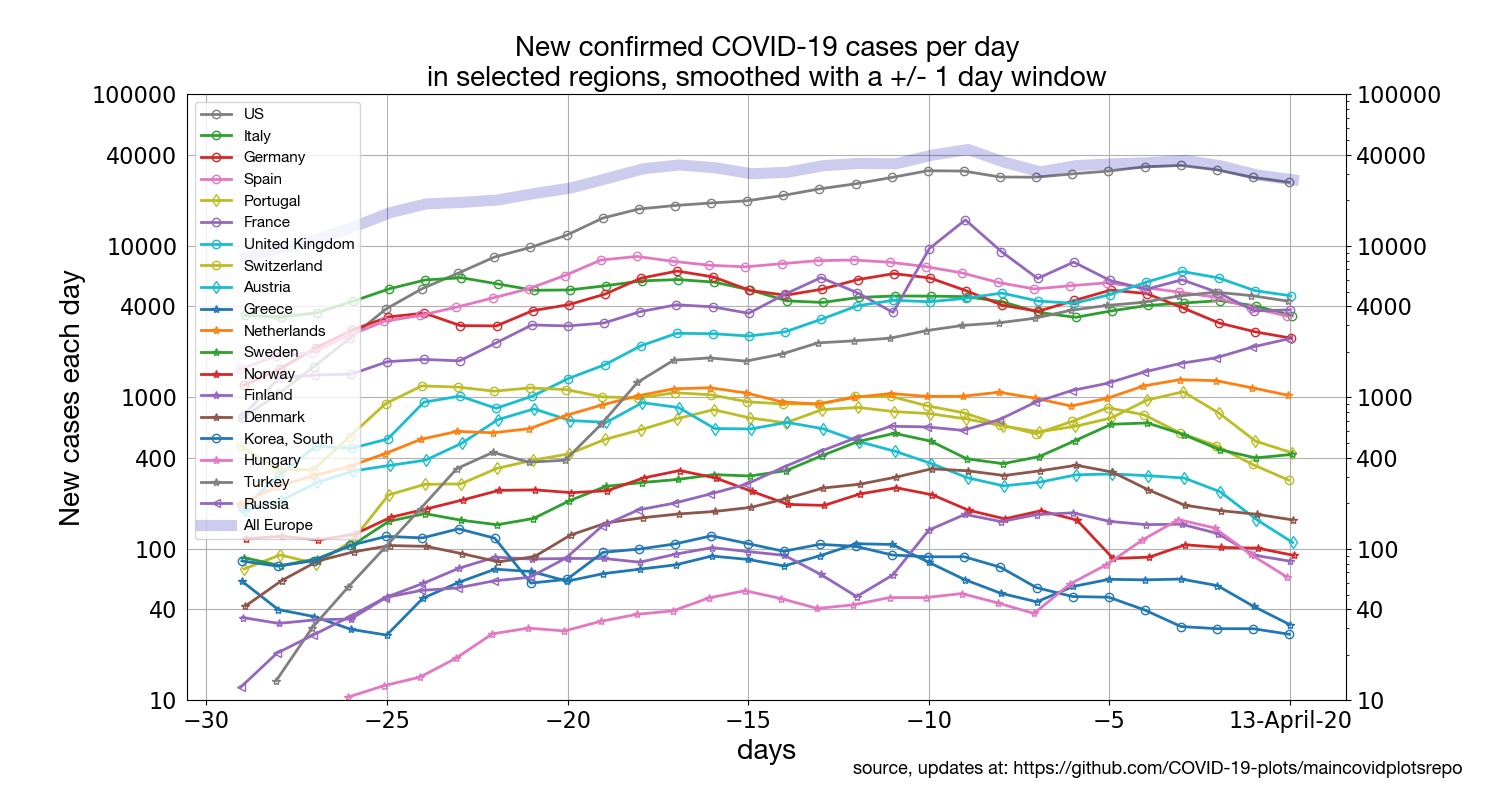 New confirmed COVID-19 cases per day
in selected regions, smoothed with a +/- 1 day window
New cases each day
100000
40000
10000
4000
1000
400
100
40
10
US
Italy
Germany
Spain
Portugal
France
United Kingdom
Switzerland
Austria
Greece
Netherlands
Sweden
Norway
Finland
Denmark
Korea, South
Hungary
Turkey
Russia
All Europe
100000
40000
10000
4000
1000
400
100
40
10
−30 −25 −20 −15 −10 −5 13-April-20
days
source, updates at: https://github.com/COVID-19-plots/maincovidplotsrepo